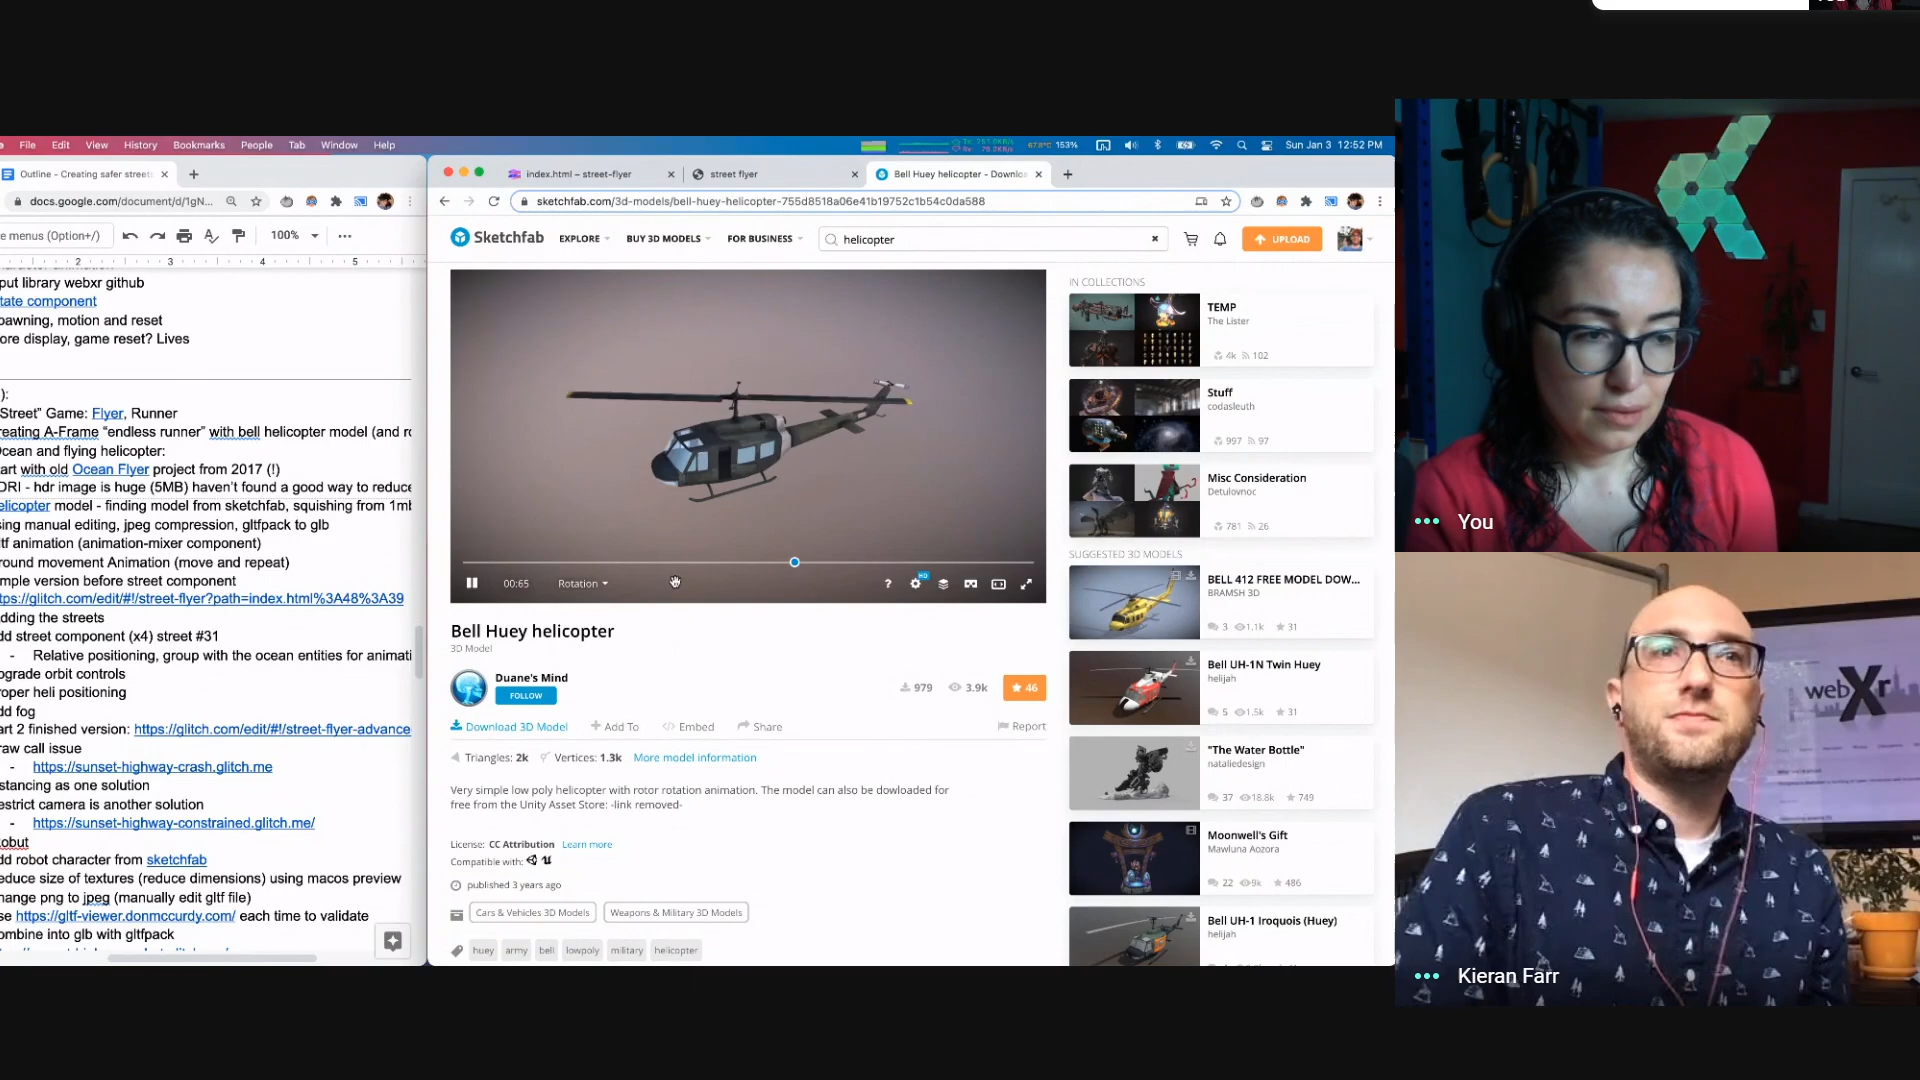 File Edit View History Bookmarks People Tab Window Help
153% Sun Jan 3 12:52 PM
Outline - Creating safer streets
docs.google.com/document/d/1gN...
e menus (Option+/)
100%
2 3 4 5
put library webxr github
tate component
pawning, motion and reset
ore display, game reset? Lives
):
Street" Game: Flyer, Runner
reating A-Frame "endless runner" with bell helicopter model (and ro
Ocean and flying helicopter:
tart with old Ocean Flyer project from 2017 (!)
DRI - hdr image is huge (5MB) haven't found a good way to reduce
elicopter model - finding model from sketchfab, squishing from 1mb
sing manual editing, jpeg compression, gltfpack to glb
tf animation (animation-mixer component)
round movement Animation (move and repeat)
mple version before street component
tps://glitch.com/edit/#!/street-flyer?path=index.html%3A48%3A39
dding the streets
dd street component (x4) street #31
- Relative positioning, group with the ocean entities for animati
pgrade orbit controls
roper heli positioning
dd fog
art 2 finished version: https://glitch.com/edit/#!/street-flyer-advance
raw call issue
- https://sunset-highway-crash.glitch.me
stancing as one solution
estrict camera is another solution
- https://sunset-highway-constrained.glitch.me/
obut
dd robot character from sketchfab
educe size of textures (reduce dimensions) using macos preview
hange png to jpeg (manually edit gltf file)
se https://gltf-viewer.donmccurdy.com/ each time to validate
ombine into glb with gltfpack
index.html – street-flyer
street flyer
Bell Huey helicopter - Downloa
sketchfab.com/3d-models/bell-huey-helicopter-755d8518a06e41b19752c1b54c0da588
Sketchfab EXPLORE BUY 3D MODELS FOR BUSINESS helicopter UPLOAD
00:65 Rotation ? HD
Bell Huey helicopter
3D Model
Duane's Mind
FOLLOW
979 3.9k 46
Download 3D Model Add To Embed Share Report
Triangles: 2k Vertices: 1.3k More model information
Very simple low poly helicopter with rotor rotation animation. The model can also be dowloaded for
free from the Unity Asset Store: -link removed-
License: CC Attribution Learn more
Compatible with:
published 3 years ago
Cars & Vehicles 3D Models Weapons & Military 3D Models
huey army bell lowpoly military helicopter
IN COLLECTIONS
TEMP
The Lister
4k 102
Stuff
codasleuth
997 97
Misc Consideration
Detulovnoc
781 26
SUGGESTED 3D MODELS
BELL 412 FREE MODEL DOW...
BRAMSH 3D
3 1.1k 31
Bell UH-1N Twin Huey
helijah
5 1.5k 31
"The Water Bottle"
nataliedesign
37 18.8k 749
Moonwell's Gift
Mawluna Aozora
22 9k 486
Bell UH-1 Iroquois (Huey)
helijah
You
webXr
Kieran Farr